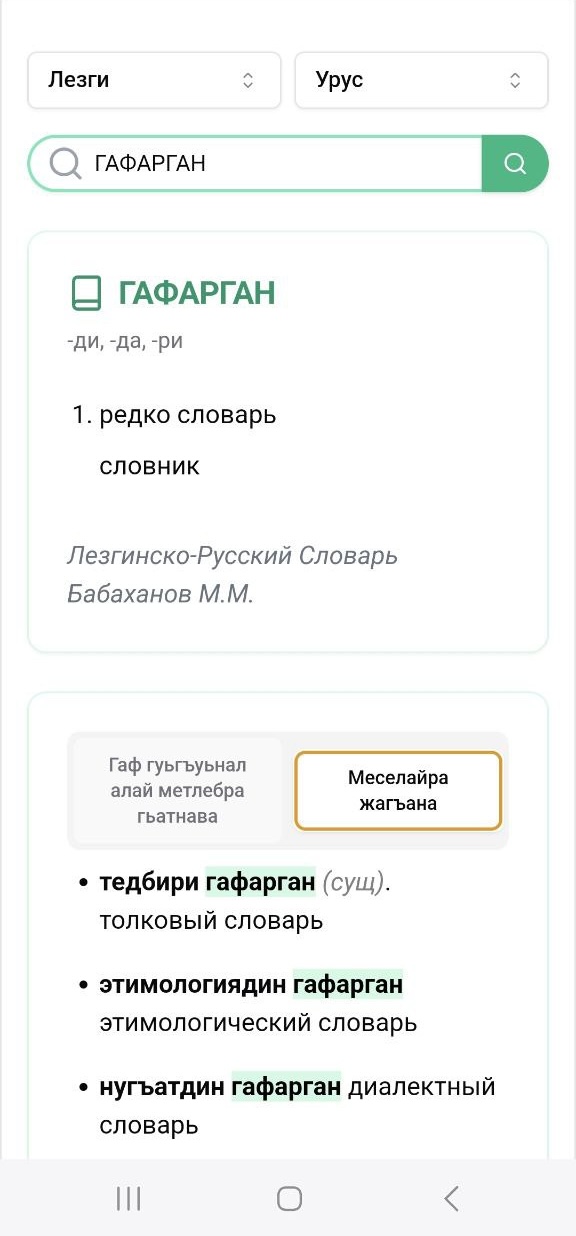 Лезги
Урус
ГАФАРГАН
ГАФАРГАН
-ди, -да, -ри
1. редко словарь
словник
Лезгинско-Русский Словарь
Бабаханов М.М.
Гаф гуьгъуьнал
алай метлебра
гьатнава
Меселайра
жагъана
• тедбири гафарган (сущ).
толковый словарь
• этимологиядин гафарган
этимологический словарь
• нугъатдин гафарган диалектный
словарь